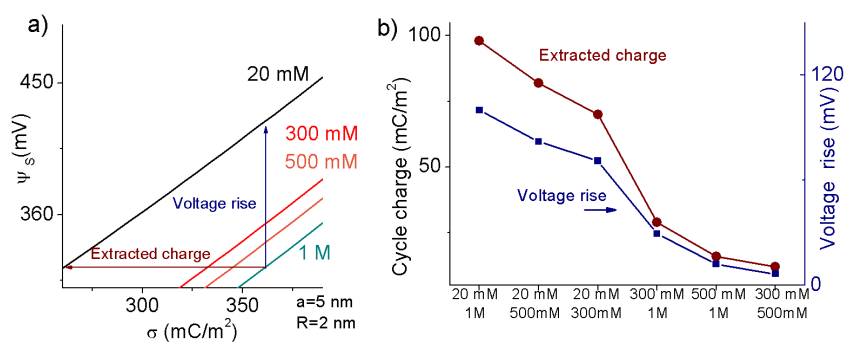 a)
450
360
ψ S(mV)
20 mM
300 mM
500 mM
1 M
Voltage rise
Extracted charge
300
350
σ (mC/m²)
a=5 nm
R=2 nm
b)
100
50
Cycle charge (mC/m²)
Extracted charge
Voltage rise
120
0
Voltage rise (mV)
20 mM 20 mM 20 mM 300 mM 500 mM 300 mM
1M 500mM 300mM 1M 1M 500mM